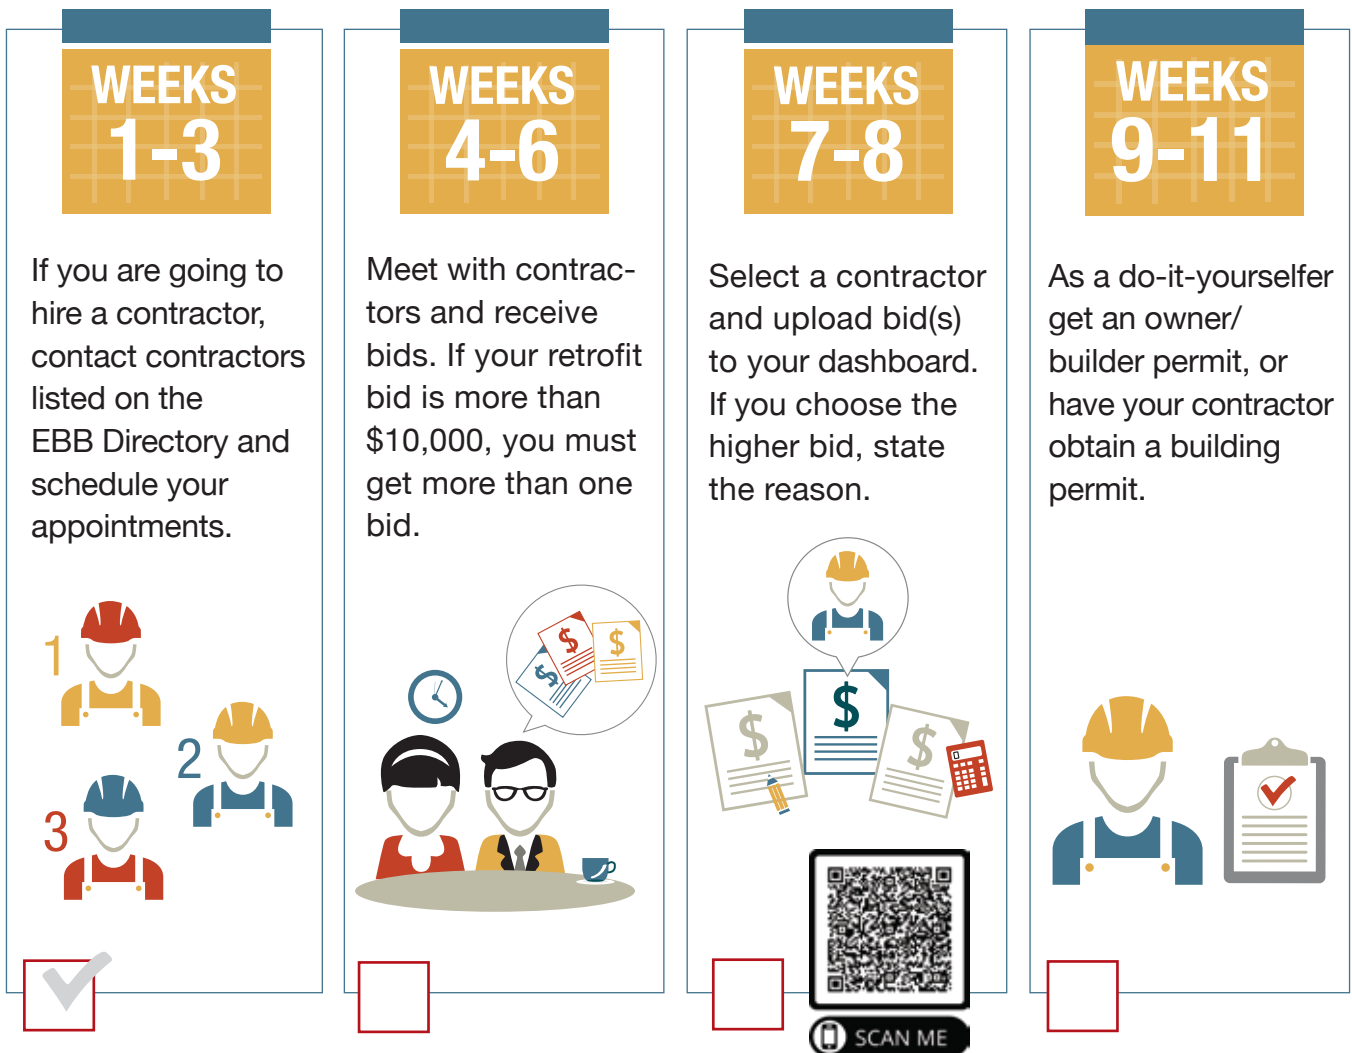 WEEKS
1-3
If you are going to
hire a contractor,
contact contractors
listed on the
EBB Directory and
schedule your
appointments.
1
2
3
WEEKS
4-6
Meet with contrac-
tors and receive
bids. If your retrofit
bid is more than
$10,000, you must
get more than one
bid.
$
$
$
WEEKS
7-8
Select a contractor
and upload bid(s)
to your dashboard.
If you choose the
higher bid, state
the reason.
$
$
$
SCAN ME
WEEKS
9-11
As a do-it-yourselfer
get an owner/
builder permit, or
have your contractor
obtain a building
permit.